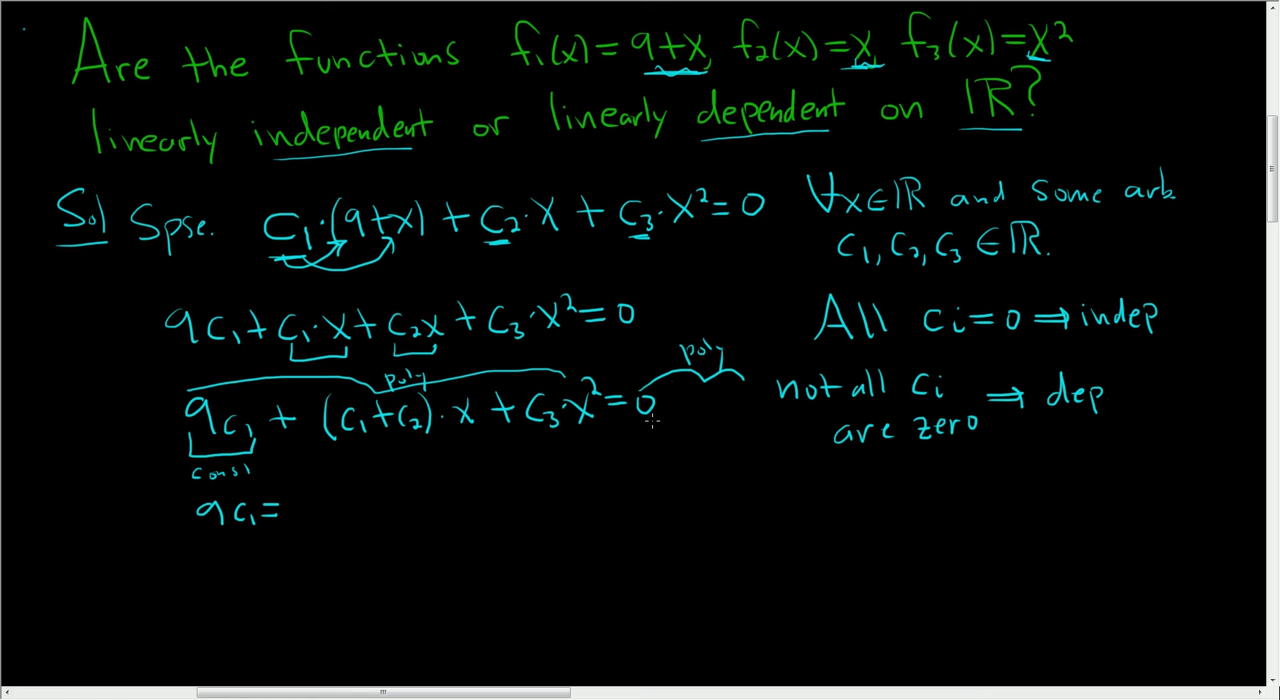 Are the functions f₁(x)=9+x, f₂(x)=x, f₃(x)=x²
linearly independent or linearly dependent on ℝ?
Sol Spse. c₁·(9+x) + c₂·x + c₃·x² = 0 ∀x∈ℝ and some arb
c₁, c₂, c₃ ∈ ℝ.
9c₁ + c₁·x + c₂x + c₃·x² = 0
All ci=0 ⟹ indep
poly
poly
9c₁ + (c₁+c₂)·x + c₃·x² = 0
not all ci
are zero ⟹ dep
const
9c₁=